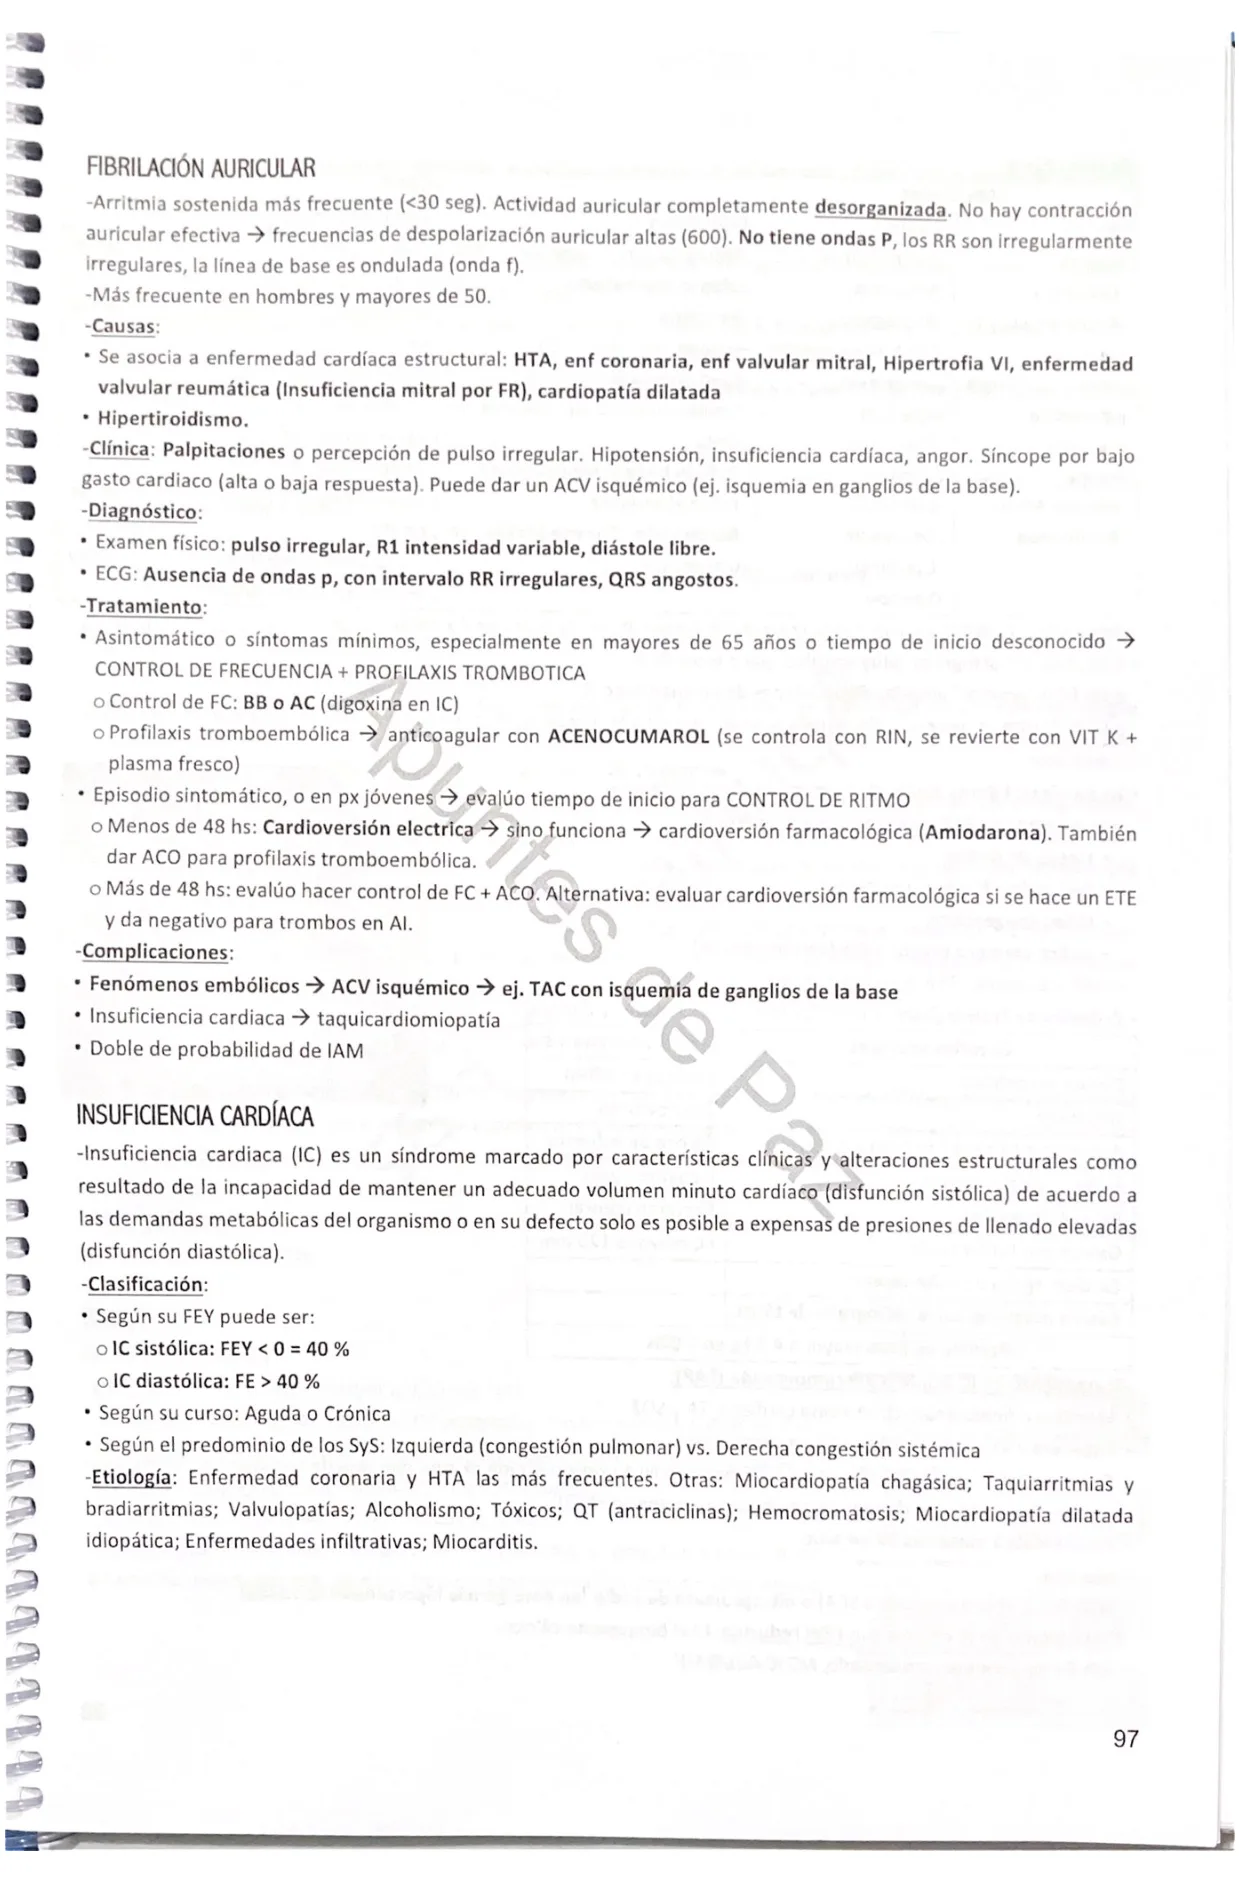 FIBRILACIÓN AURICULAR
-Arritmia sostenida más frecuente (<30 seg). Actividad auricular completamente desorganizada. No hay contracción
auricular efectiva → frecuencias de despolarización auricular altas (600). No tiene ondas P, los RR son irregularmente
irregulares, la línea de base es ondulada (onda f).
-Más frecuente en hombres y mayores de 50.
-Causas:
• Se asocia a enfermedad cardíaca estructural: HTA, enf coronaria, enf valvular mitral, Hipertrofia VI, enfermedad
valvular reumática (Insuficiencia mitral por FR), cardiopatía dilatada
• Hipertiroidismo.
-Clínica: Palpitaciones o percepción de pulso irregular. Hipotensión, insuficiencia cardíaca, angor. Síncope por bajo
gasto cardiaco (alta o baja respuesta). Puede dar un ACV isquémico (ej. isquemia en ganglios de la base).
-Diagnóstico:
• Examen físico: pulso irregular, R1 intensidad variable, diástole libre.
• ECG: Ausencia de ondas p, con intervalo RR irregulares, QRS angostos.
-Tratamiento:
• Asintomático o síntomas mínimos, especialmente en mayores de 65 años o tiempo de inicio desconocido →
CONTROL DE FRECUENCIA + PROFILAXIS TROMBOTICA
o Control de FC: BB o AC (digoxina en IC)
o Profilaxis tromboembólica → anticoagular con ACENOCUMAROL (se controla con RIN, se revierte con VIT K +
plasma fresco)
• Episodio sintomático, o en px jóvenes → evalúo tiempo de inicio para CONTROL DE RITMO
o Menos de 48 hs: Cardioversión electrica → sino funciona → cardioversión farmacológica (Amiodarona). También
dar ACO para profilaxis tromboembólica.
o Más de 48 hs: evalúo hacer control de FC + ACO. Alternativa: evaluar cardioversión farmacológica si se hace un ETE
y da negativo para trombos en AI.
-Complicaciones:
• Fenómenos embólicos → ACV isquémico → ej. TAC con isquemia de ganglios de la base
• Insuficiencia cardiaca → taquicardiomiopatía
• Doble de probabilidad de IAM
Apuntes de Paz
INSUFICIENCIA CARDÍACA
-Insuficiencia cardiaca (IC) es un síndrome marcado por características clínicas y alteraciones estructurales como
resultado de la incapacidad de mantener un adecuado volumen minuto cardíaco (disfunción sistólica) de acuerdo a
las demandas metabólicas del organismo o en su defecto solo es posible a expensas de presiones de llenado elevadas
(disfunción diastólica).
-Clasificación:
• Según su FEY puede ser:
o IC sistólica: FEY < 0 = 40 %
o IC diastólica: FE > 40 %
• Según su curso: Aguda o Crónica
• Según el predominio de los SyS: Izquierda (congestión pulmonar) vs. Derecha congestión sistémica
-Etiología: Enfermedad coronaria y HTA las más frecuentes. Otras: Miocardiopatía chagásica; Taquiarritmias y
bradiarritmias; Valvulopatías; Alcoholismo; Tóxicos; QT (antraciclinas); Hemocromatosis; Miocardiopatía dilatada
idiopática; Enfermedades infiltrativas; Miocarditis.
97